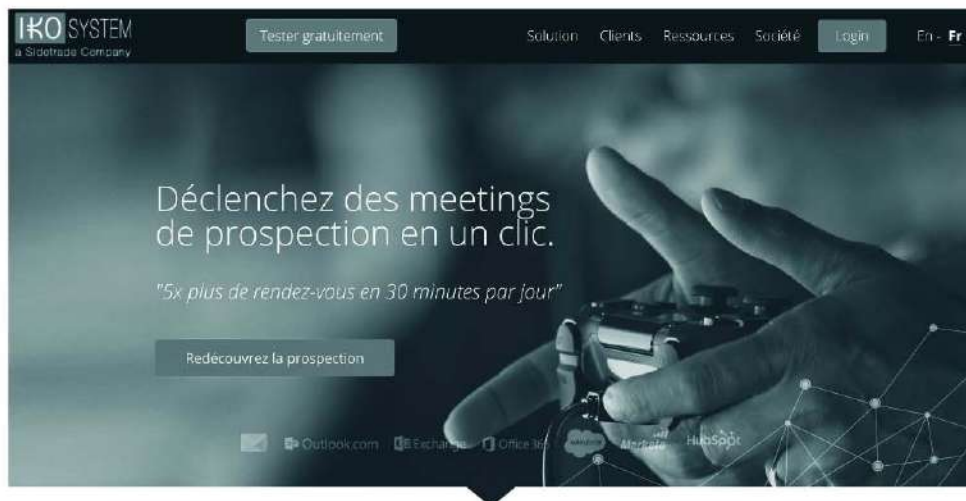 IKO SYSTEM
a Sidetrade Company
Tester gratuitement
Solution Clients Ressources Société Login En - Fr
Déclenchez des meetings
de prospection en un clic.
"5x plus de rendez-vous en 30 minutes par jour"
Redécouvrez la prospection
Outlook.com Exchange Office 365 salesforce Marketo HubSpot